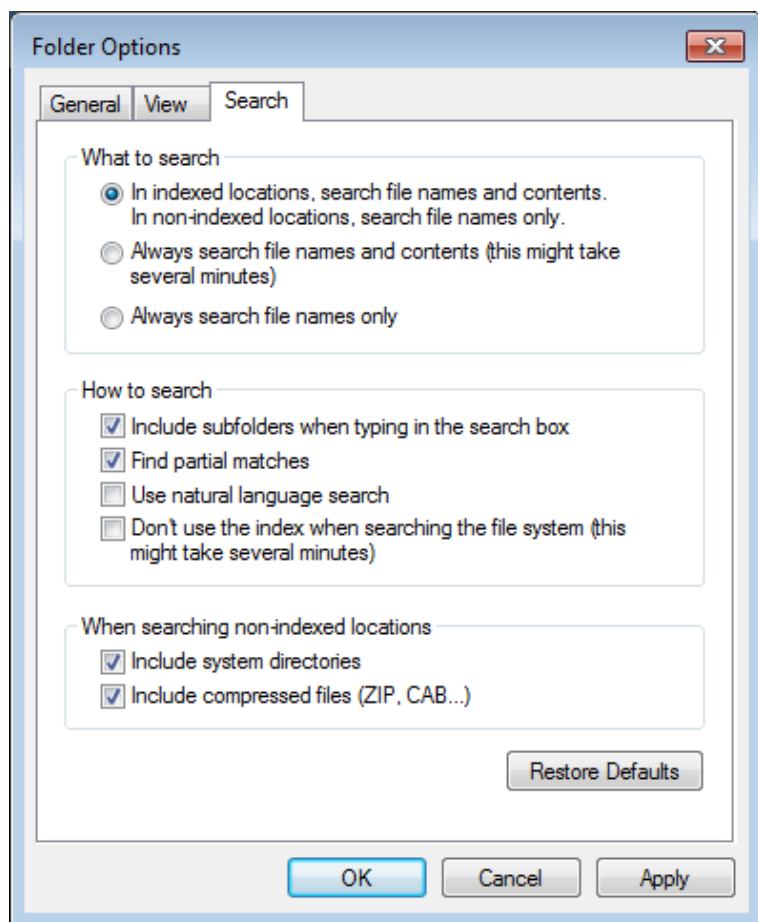 Folder Options
General View Search
What to search
In indexed locations, search file names and contents.
In non-indexed locations, search file names only.
Always search file names and contents (this might take
several minutes)
Always search file names only
How to search
Include subfolders when typing in the search box
Find partial matches
Use natural language search
Don't use the index when searching the file system (this
might take several minutes)
When searching non-indexed locations
Include system directories
Include compressed files (ZIP, CAB...)
Restore Defaults
OK Cancel Apply